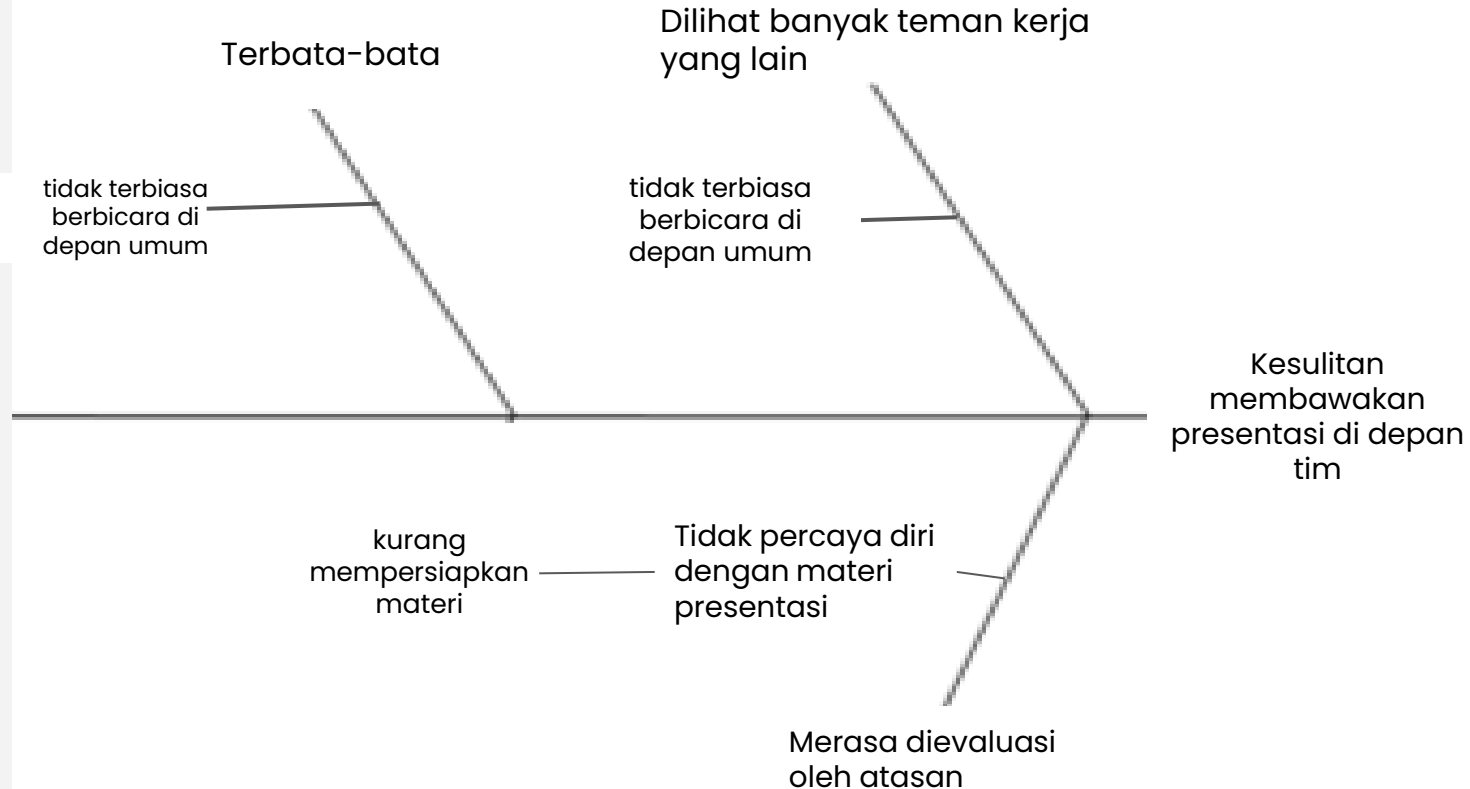 Terbata-bata
Dilihat banyak teman kerja
yang lain
tidak terbiasa
berbicara di
depan umum
tidak terbiasa
berbicara di
depan umum
Kesulitan
membawakan
presentasi di depan
tim
kurang
mempersiapkan
materi
Tidak percaya diri
dengan materi
presentasi
Merasa dievaluasi
oleh atasan